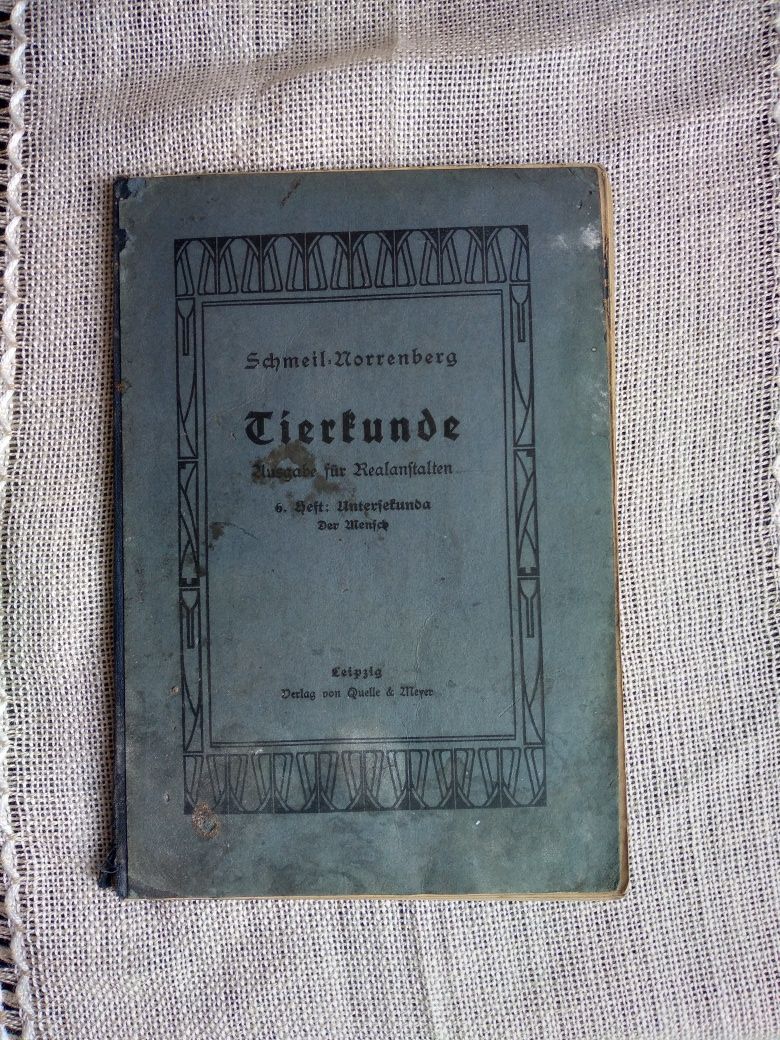 Schmeil-Norrenberg
Tierkunde
Ausgabe für Realanstalten
6. Heft: Untersekunda
Der Mensch
Leipzig
Verlag von Quelle & Meyer